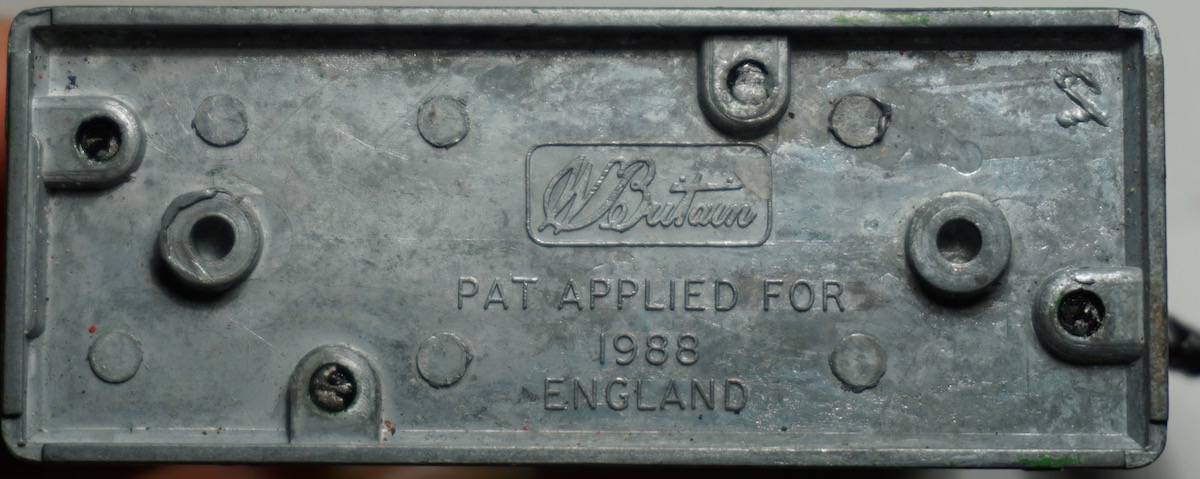 W. Britain
PAT APPLIED FOR
1988
ENGLAND